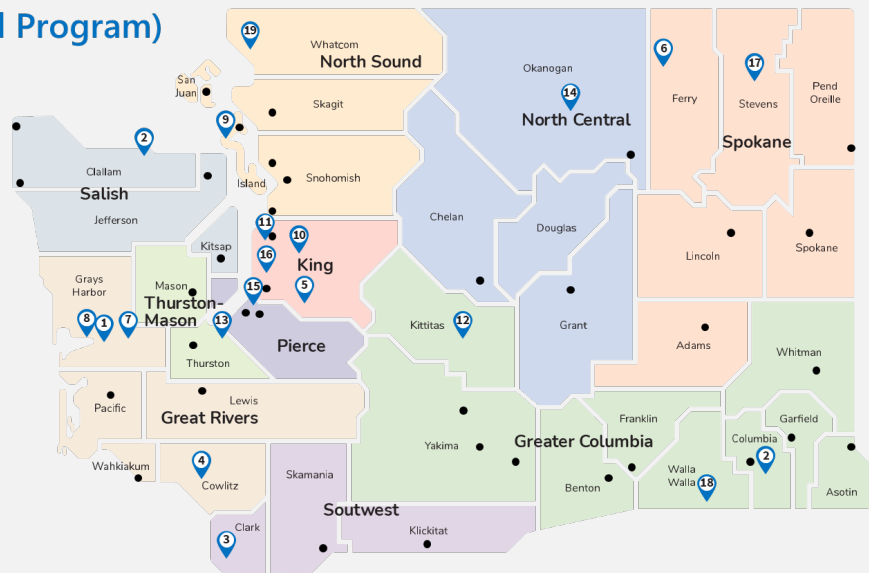 l Program)
19
Whatcom
North Sound
San
Juan
Skagit
9
Island
Snohomish
Okanogan
14
North Central
6
Ferry
17
Stevens
Pend
Oreille
Spokane
2
Clallam
Salish
Jefferson
Kitsap
11
10
16
King
15
5
Chelan
Douglas
Lincoln
Spokane
Grays
Harbor
Mason
Thurston-
Mason
8
1
7
13
Thurston
Pierce
Kittitas
12
Grant
Adams
Whitman
Pacific
Lewis
Great Rivers
Wahkiakum
4
Cowlitz
Skamania
Yakima
Greater Columbia
Franklin
Benton
Walla
Walla
18
Columbia
2
Garfield
Asotin
Clark
3
Soutwest
Klickitat